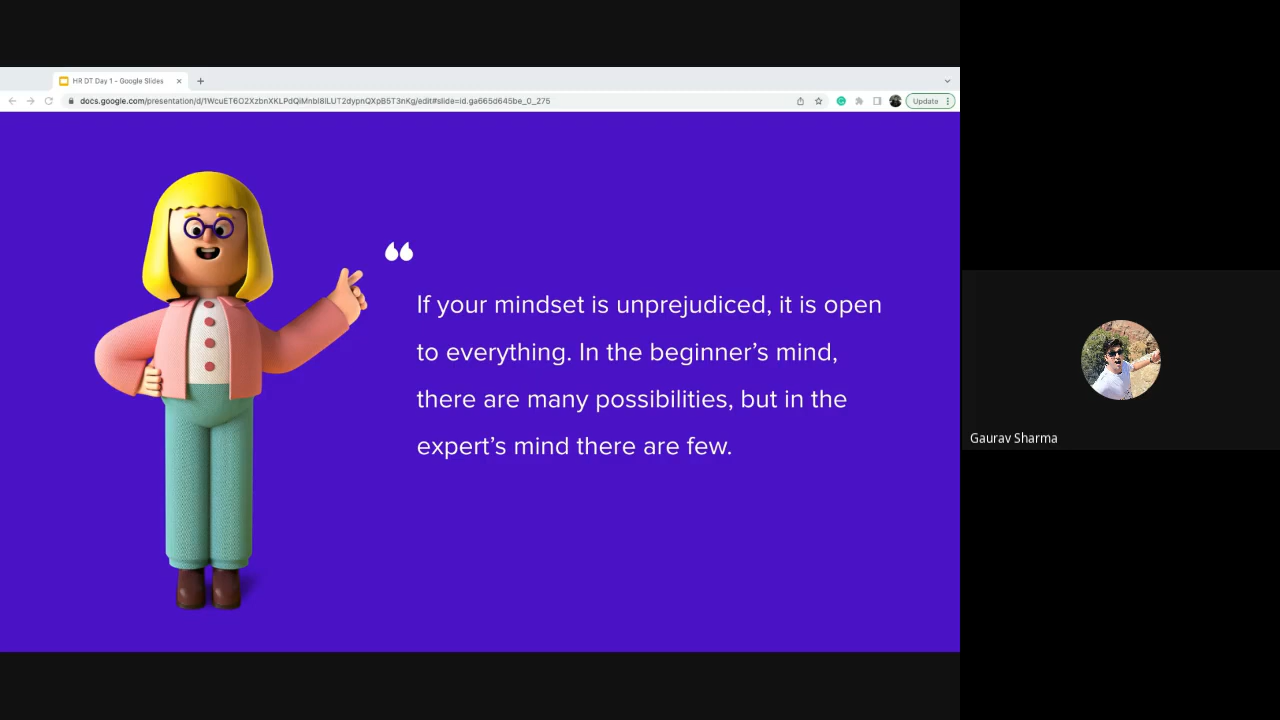 HR DT Day 1 - Google Slides
docs.google.com/presentation/d/1WcuET6O2XzbnXKLPdQiMnbI8lLUT2dypnQXpB5T3nKg/edit#slide=id.ga665d645be_0_275
Update
“
If your mindset is unprejudiced, it is open
to everything. In the beginner’s mind,
there are many possibilities, but in the
expert’s mind there are few.
Gaurav Sharma